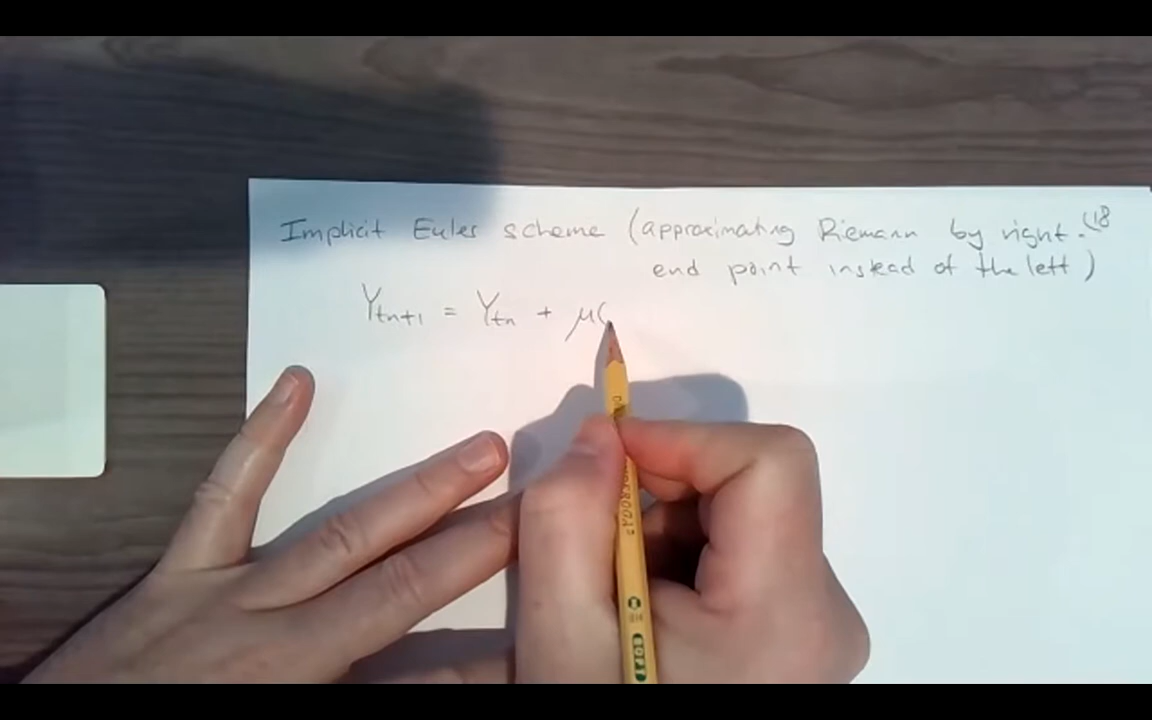 Implicit Euler scheme (approximating Riemann by right. (18
end point instead of the left)
Ytn+1 = Ytn + μ(